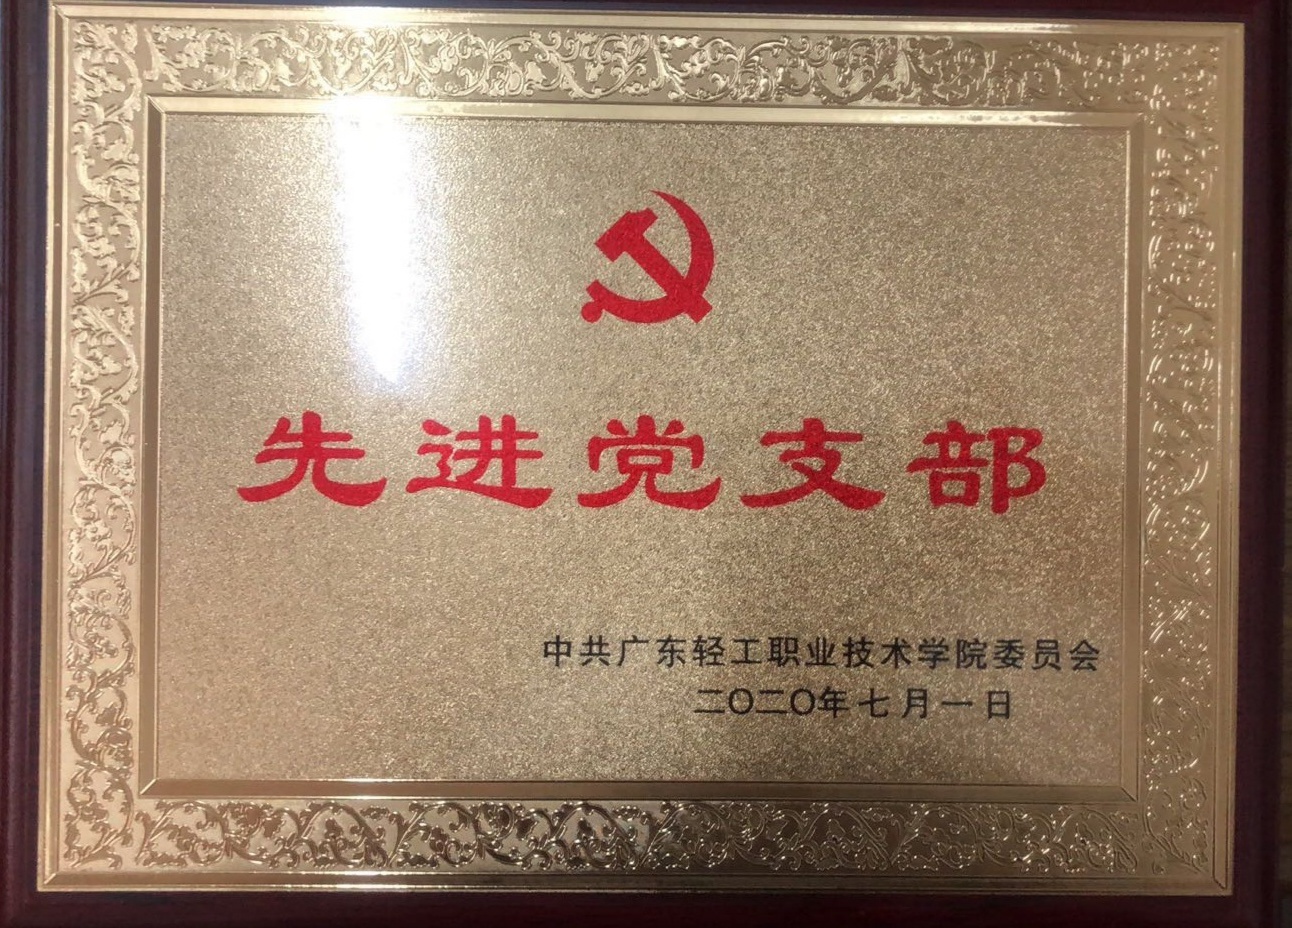 先进党支部
中共广东轻工职业技术学院委员会
二〇二〇年七月一日